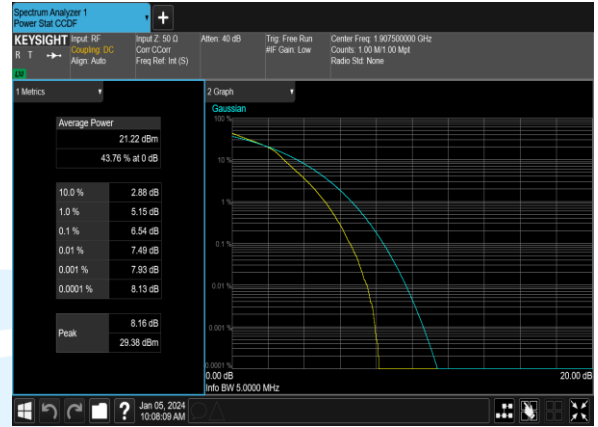 Spectrum Analyzer 1
Power Stat CCDF
+
KEYSIGHT
R T
LXI
Input: RF
Coupling: DC
Align: Auto
Input Z: 50 Ω
Corr CCorr
Freq Ref: Int (S)
Atten: 40 dB
Trig: Free Run
#IF Gain: Low
Center Freq: 1.907500000 GHz
Counts: 1.00 M/1.00 Mpt
Radio Std: None
1 Metrics
Average Power
21.22 dBm
43.76 % at 0 dB
10.0 % 2.88 dB
1.0 % 5.15 dB
0.1 % 6.54 dB
0.01 % 7.49 dB
0.001 % 7.93 dB
0.0001 % 8.13 dB
Peak
8.16 dB
29.38 dBm
2 Graph
Gaussian
100 %
10 %
1 %
0.1 %
0.01 %
0.001 %
0.0001 %
0.00 dB 20.00 dB
Info BW 5.0000 MHz
?
Jan 05, 2024
10:08:09 AM